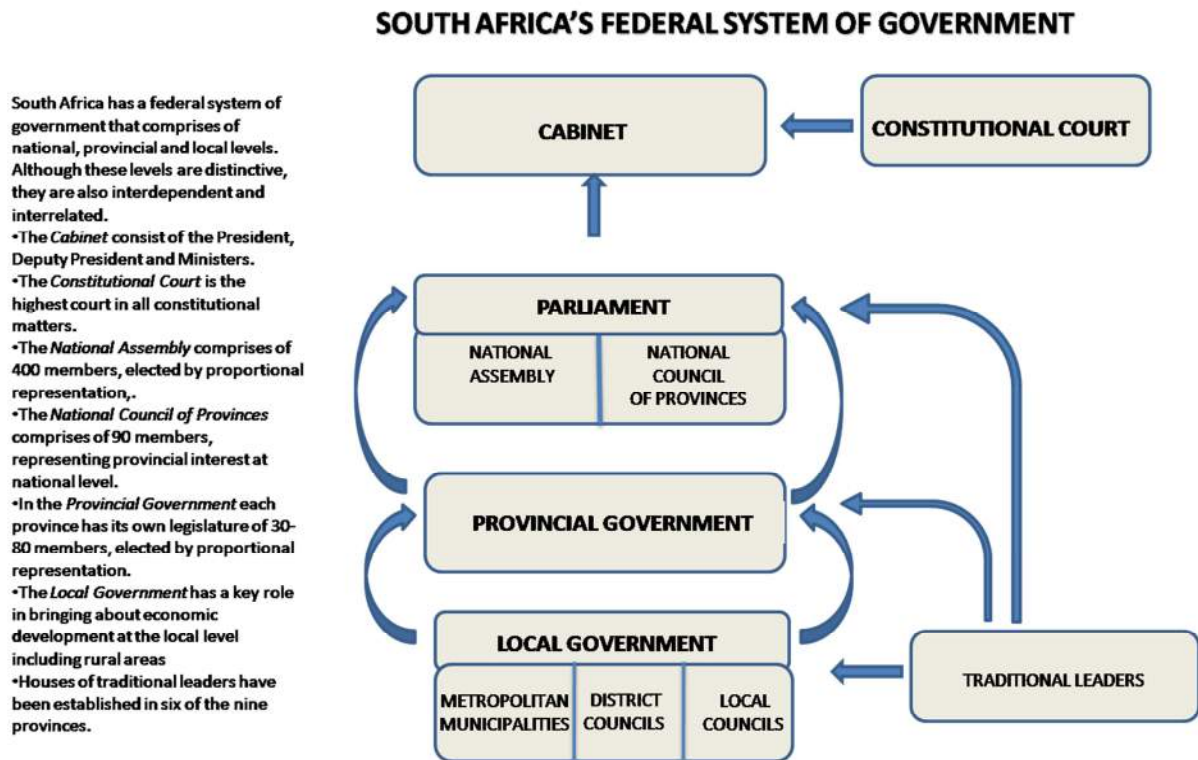 SOUTH AFRICA'S FEDERAL SYSTEM OF GOVERNMENT
South Africa has a federal system of
government that comprises of
national, provincial and local levels.
Although these levels are distinctive,
they are also interdependent and
interrelated.
•The Cabinet consist of the President,
Deputy President and Ministers.
•The Constitutional Court is the
highest court in all constitutional
matters.
•The National Assembly comprises of
400 members, elected by proportional
representation,.
•The National Council of Provinces
comprises of 90 members,
representing provincial interest at
national level.
•In the Provincial Government each
province has its own legislature of 30-
80 members, elected by proportional
representation.
•The Local Government has a key role
in bringing about economic
development at the local level
including rural areas
•Houses of traditional leaders have
been established in six of the nine
provinces.
CABINET
CONSTITUTIONAL COURT
PARLIAMENT
NATIONAL
ASSEMBLY
NATIONAL
COUNCIL
OF PROVINCES
PROVINCIAL GOVERNMENT
LOCAL GOVERNMENT
METROPOLITAN
MUNICIPALITIES
DISTRICT
COUNCILS
LOCAL
COUNCILS
TRADITIONAL LEADERS